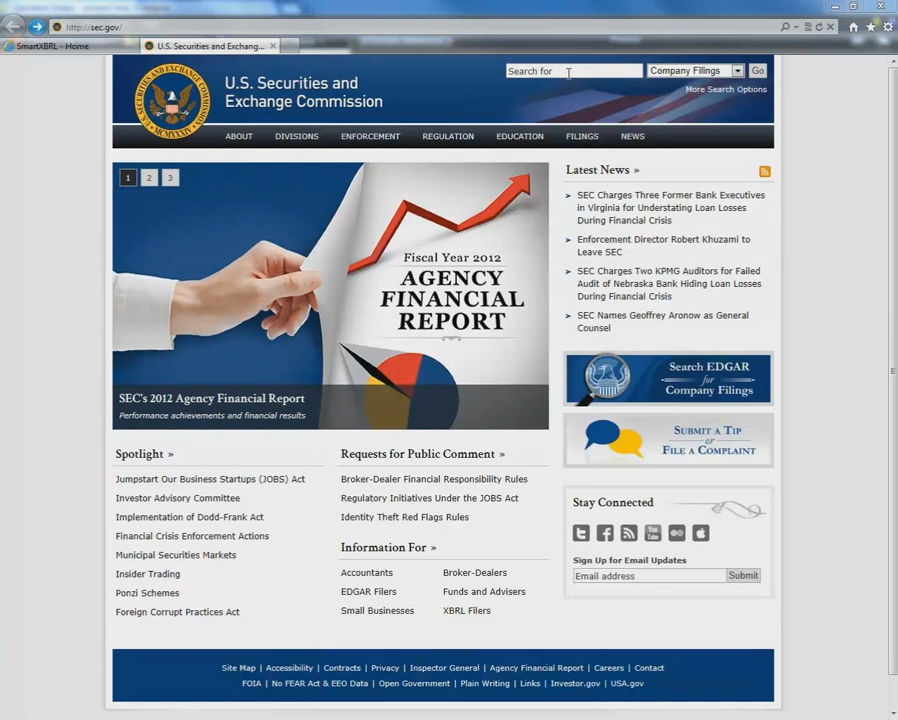 http://sec.gov/
SmartXBRL - Home
U.S. Securities and Exchang...
U.S. Securities and
Exchange Commission
Search for
Company Filings
Go
More Search Options
ABOUT DIVISIONS ENFORCEMENT REGULATION EDUCATION FILINGS NEWS
1 2 3
Fiscal Year 2012
AGENCY
FINANCIAL
REPORT
SEC's 2012 Agency Financial Report
Performance achievements and financial results
Latest News »
SEC Charges Three Former Bank Executives
in Virginia for Understating Loan Losses
During Financial Crisis
Enforcement Director Robert Khuzami to
Leave SEC
SEC Charges Two KPMG Auditors for Failed
Audit of Nebraska Bank Hiding Loan Losses
During Financial Crisis
SEC Names Geoffrey Aronow as General
Counsel
Search EDGAR
for
Company Filings
SUBMIT A TIP
or
FILE A COMPLAINT
Spotlight »
Jumpstart Our Business Startups (JOBS) Act
Investor Advisory Committee
Implementation of Dodd-Frank Act
Financial Crisis Enforcement Actions
Municipal Securities Markets
Insider Trading
Ponzi Schemes
Foreign Corrupt Practices Act
Requests for Public Comment »
Broker-Dealer Financial Responsibility Rules
Regulatory Initiatives Under the JOBS Act
Identity Theft Red Flags Rules
Information For »
Accountants Broker-Dealers
EDGAR Filers Funds and Advisers
Small Businesses XBRL Filers
Stay Connected
You
Tube
Sign Up for Email Updates
Email address
Submit
Site Map | Accessibility | Contracts | Privacy | Inspector General | Agency Financial Report | Careers | Contact
FOIA | No FEAR Act & EEO Data | Open Government | Plain Writing | Links | Investor.gov | USA.gov